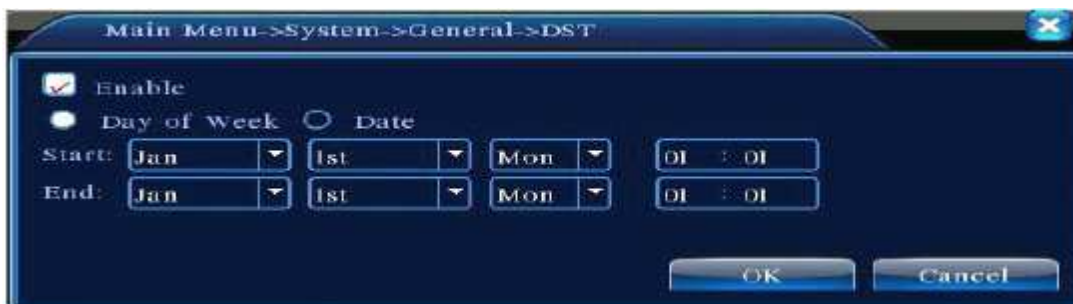 Main Menu->System->General->DST
Enable
Day of Week Date
Start: Jan 1st Mon 01 : 01
End: Jan 1st Mon 01 : 01
OK Cancel